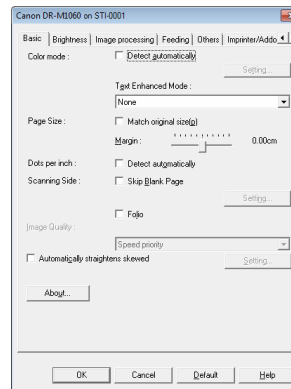 Canon DR-M1060 on STI-0001
Basic Brightness Image processing Feeding Others Imprinter/Addo
Color mode : Detect automatically
Setting...
Text Enhanced Mode :
None
Page Size : Match original size(p)
Margin : 0.00cm
Dots per inch : Detect automatically
Scanning Side : Skip Blank Page
Setting...
Folio
Image Quality :
Speed priority
Automatically straightens skewed Setting...
About...
OK Cancel Default Help